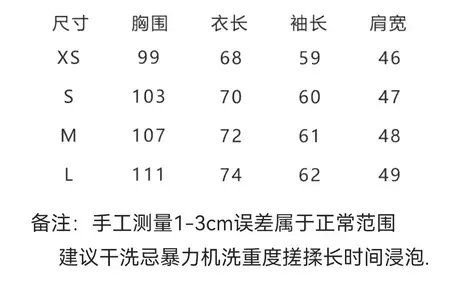 尺寸 胸围 衣长 袖长 肩宽
XS 99 68 59 46
S 103 70 60 47
M 107 72 61 48
L 111 74 62 49
备注：手工测量1-3cm误差属于正常范围
建议干洗忌暴力机洗重度搓揉长时间浸泡.